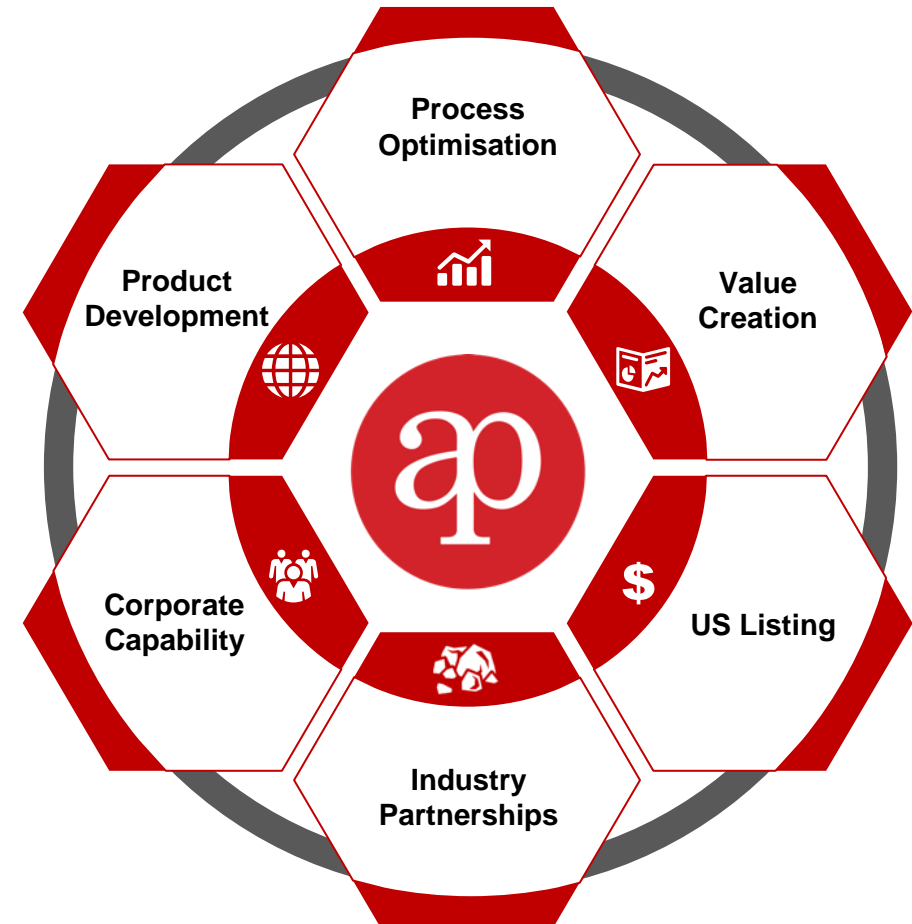 Process
Optimisation
Value
Creation
US Listing
Industry
Partnerships
Corporate
Capability
Product
Development
ap
$